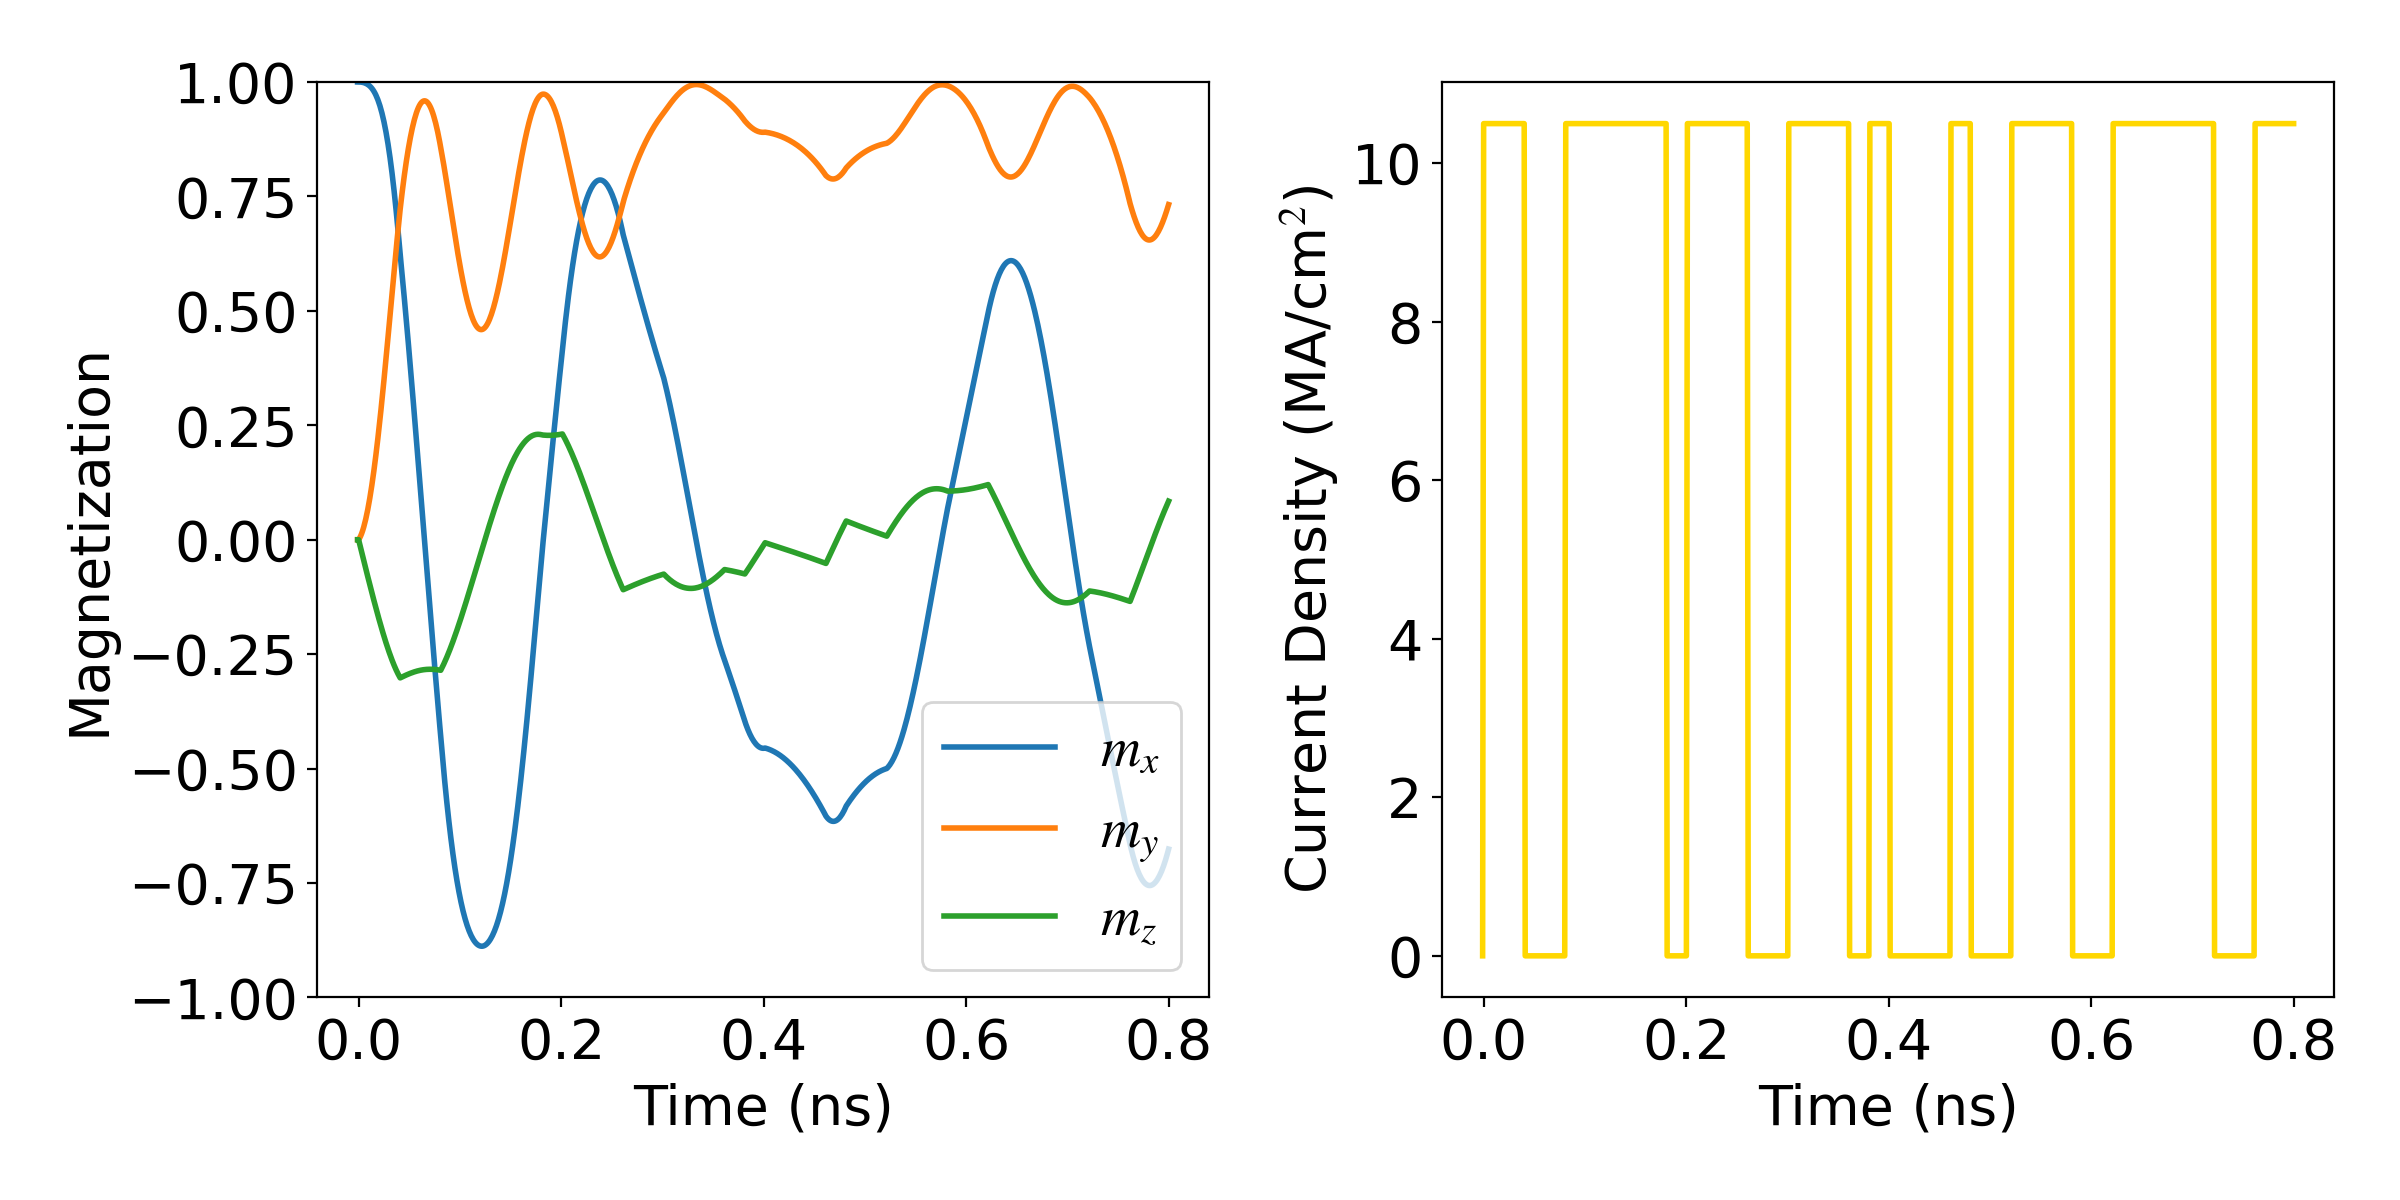 Magnetization
1.00
0.75
0.50
0.25
0.00
−0.25
−0.50
−0.75
−1.00
0.0 0.2 0.4 0.6 0.8
Time (ns)
m_x
m_y
m_z
Current Density (MA/cm²)
10
8
6
4
2
0
0.0 0.2 0.4 0.6 0.8
Time (ns)